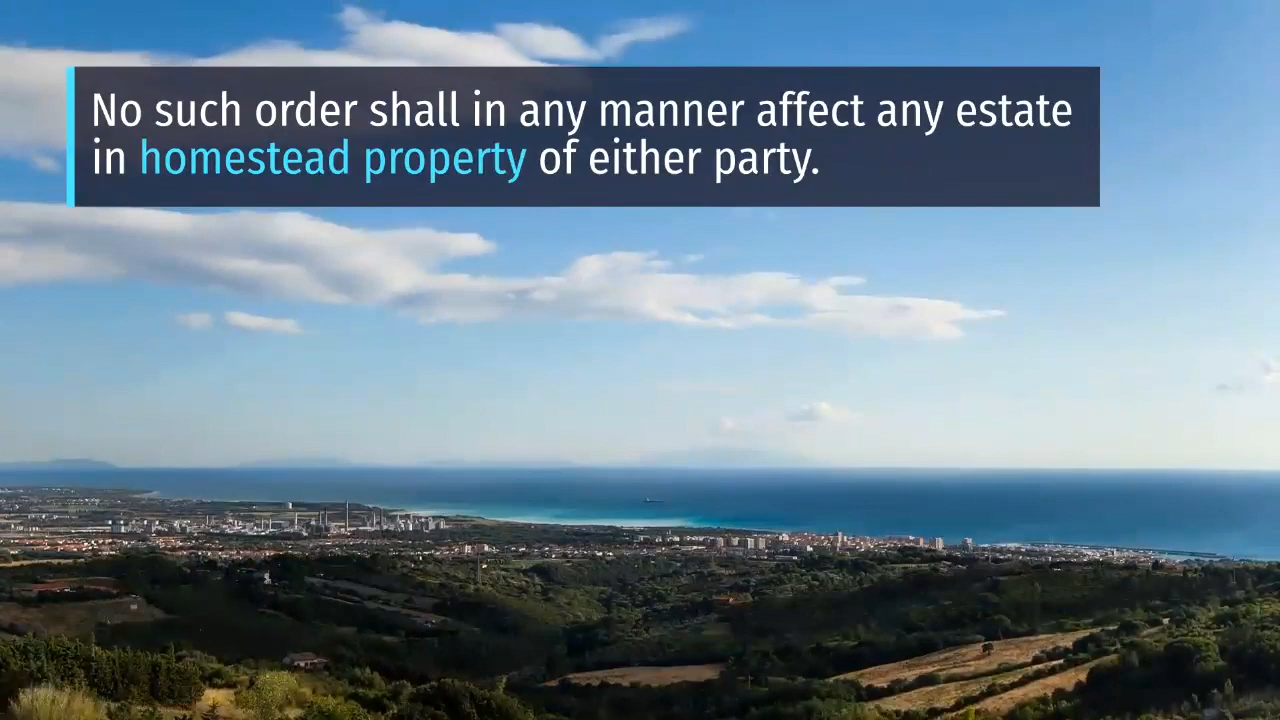 No such order shall in any manner affect any estate
in homestead property of either party.